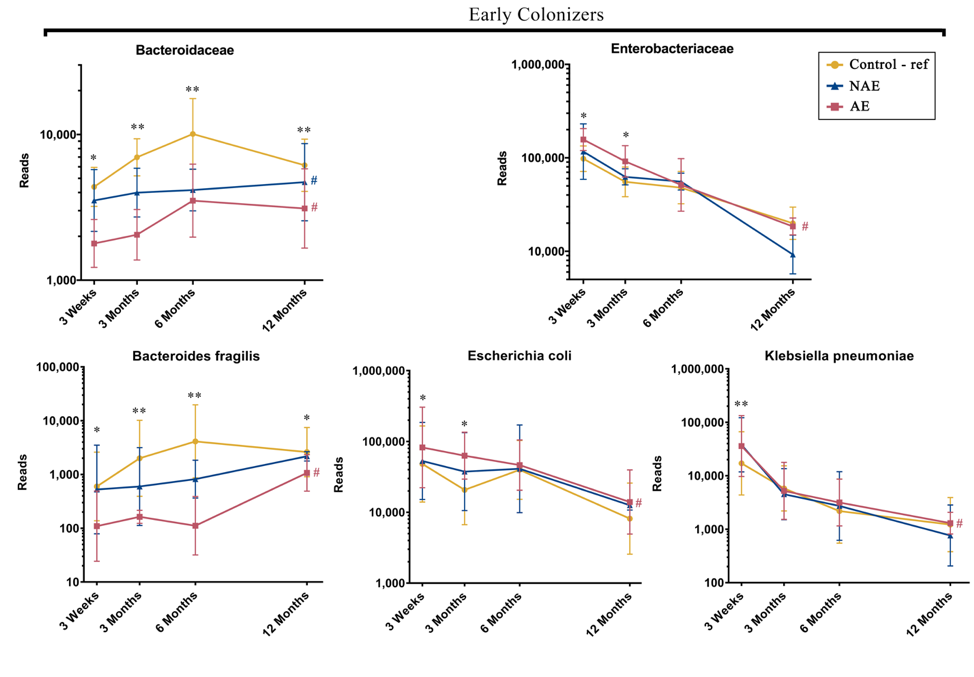 Early Colonizers
Bacteroidaceae
Reads
10,000
1,000
*
**
**
**
#
#
3 Weeks
3 Months
6 Months
12 Months
Enterobacteriaceae
Reads
1,000,000
100,000
10,000
*
*
#
3 Weeks
3 Months
6 Months
12 Months
Control - ref
NAE
AE
Bacteroides fragilis
Reads
100,000
10,000
1,000
100
10
*
**
**
*
#
3 Weeks
3 Months
6 Months
12 Months
Escherichia coli
Reads
1,000,000
100,000
10,000
1,000
*
*
#
3 Weeks
3 Months
6 Months
12 Months
Klebsiella pneumoniae
Reads
1,000,000
100,000
10,000
1,000
100
**
#
3 Weeks
3 Months
6 Months
12 Months